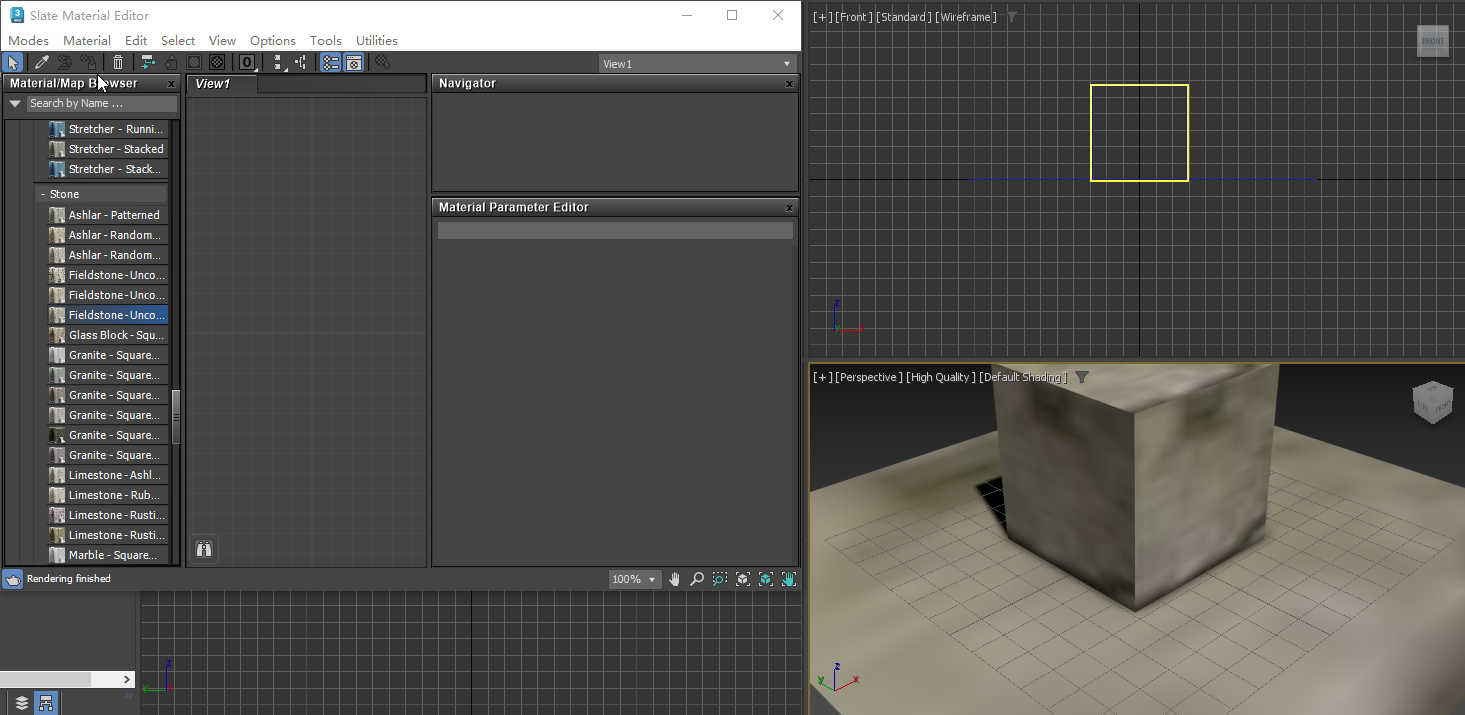 Slate Material Editor
Modes Material Edit Select View Options Tools Utilities
View1
Material/Map Browser x
Search by Name ...
Stretcher - Runni...
Stretcher - Stacked
Stretcher - Stack...
- Stone
Ashlar - Patterned
Ashlar - Random...
Ashlar - Random...
Fieldstone - Unco...
Fieldstone - Unco...
Fieldstone - Unco...
Glass Block - Squ...
Granite - Square...
Granite - Square...
Granite - Square...
Granite - Square...
Granite - Square...
Granite - Square...
Limestone - Ashl...
Limestone - Rub...
Limestone - Rusti...
Limestone - Rusti...
Marble - Square...
View1
Navigator x
Material Parameter Editor x
Rendering finished
100%
z
y
x
[+] [Front ] [Standard ] [Wireframe ]
FRONT
z
[+] [Perspective ] [High Quality ] [Default Shading ]
FRONT
z
y
x